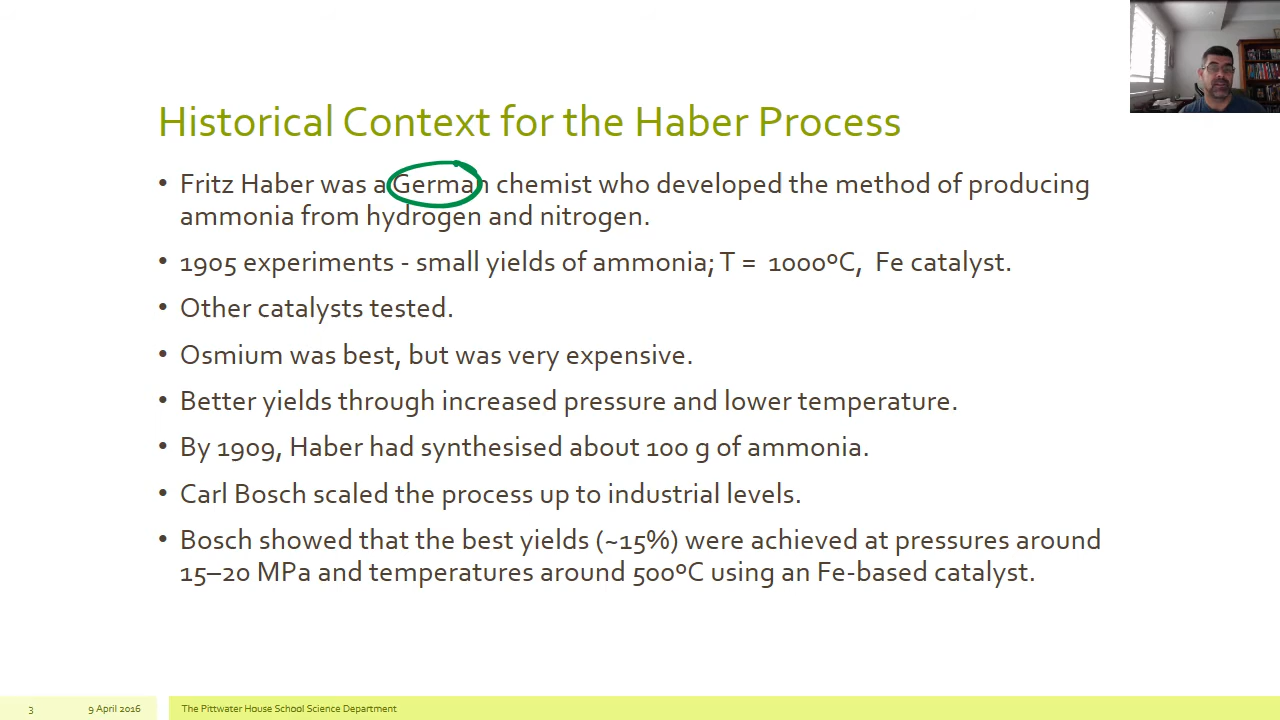 Historical Context for the Haber Process
• Fritz Haber was a German chemist who developed the method of producing
ammonia from hydrogen and nitrogen.
• 1905 experiments - small yields of ammonia; T = 1000ºC, Fe catalyst.
• Other catalysts tested.
• Osmium was best, but was very expensive.
• Better yields through increased pressure and lower temperature.
• By 1909, Haber had synthesised about 100 g of ammonia.
• Carl Bosch scaled the process up to industrial levels.
• Bosch showed that the best yields (~15%) were achieved at pressures around
15–20 MPa and temperatures around 500ºC using an Fe-based catalyst.
3 9 April 2016 The Pittwater House School Science Department